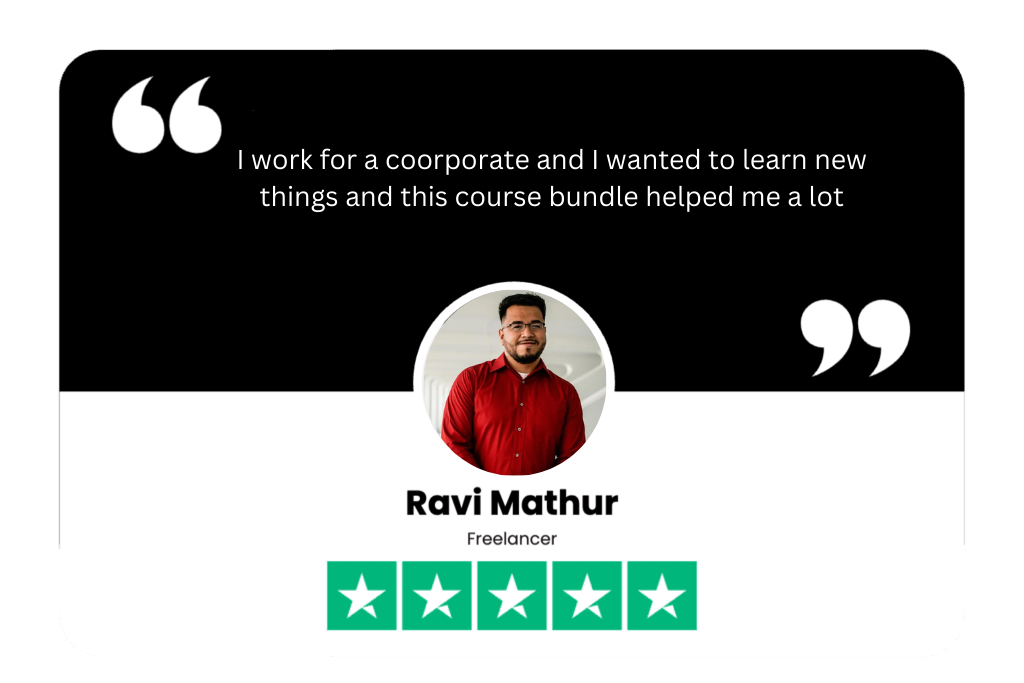 I work for a coorporate and I wanted to learn new
things and this course bundle helped me a lot
Ravi Mathur
Freelancer